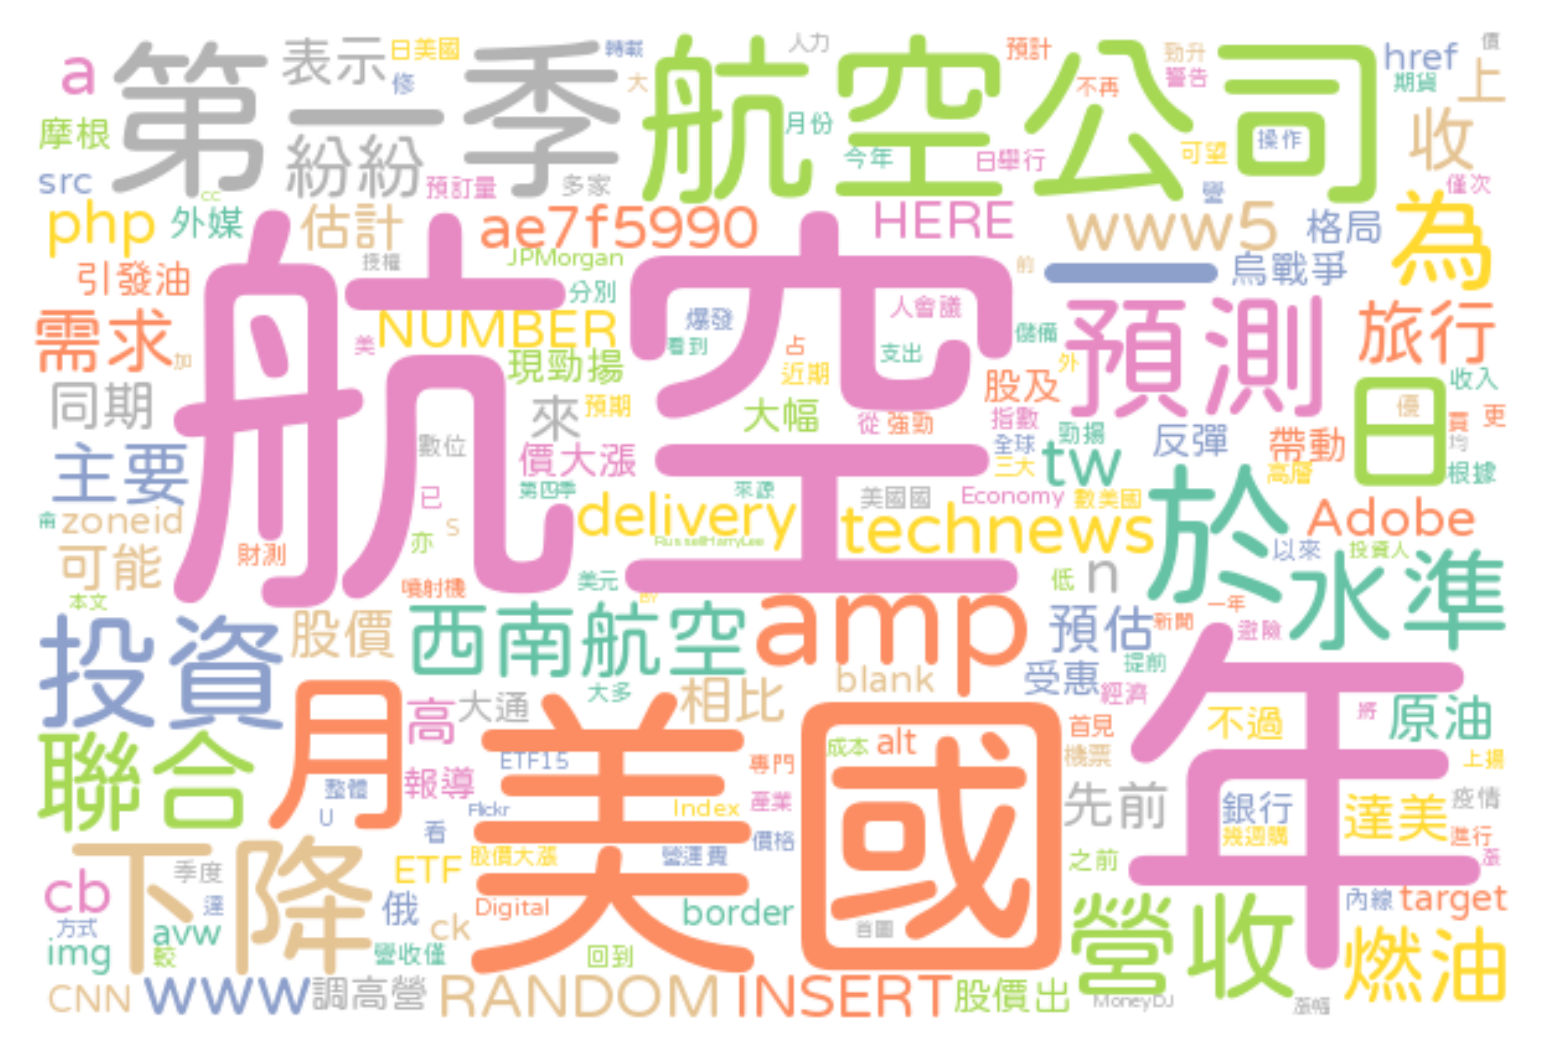 a 第一季 表示 日美國 轉載 航空公司 人力 預計 勁升 href 價
修 大 不再 警告 期貨 上
摩根 紛紛 月份 今年 日舉行 可望 操作 收
src 預訂量 多家 僅次
cc
php 外媒 估計 ae7f5990 HERE www5 格局 為
引發油 授權 JPMorgan 分別 前 一 烏戰爭
需求 航空 NUMBER 爆發 人會議 儲備 預測 旅行
加 美 現勁揚 看到 占 支出 外
同期 來 預期 近期 股及 日 收入
大幅 從 強勁 指數 優 買 更
主要 數位 價大漲 全球 勁揚 反彈 帶動 均
三大 tw 高層 根據
已 第四季 來源 美國國 Economy 數美國
zoneid S delivery technews 於 Adobe
可能 財測 亦 RussellHarryLee 以來 投資人
噴射機 美元 低 n 水準
本文 BY 一年
投資 股價 西南航空 amp 預估 新聞 避險
blank 受惠 提前
大多 經濟
聯合 月 高 大通 美國 相比 首見 不過 將 原油
ETF15 成本 alt 機票 上揚
整體 報導 專門 先前 年
U Flickr Index 產業 銀行 達美 疫情
看 價格 幾週購 進行
下降 季度 ETF 股價大漲 營運費 之前 漲
cb 達 俄 Digital border 營收 內線 target
方式 avw ck 首圖
img 較 營收僅 回到 燃油
CNN www 調高營 RANDOM INSERT 股價出 MoneyDJ 漲幅